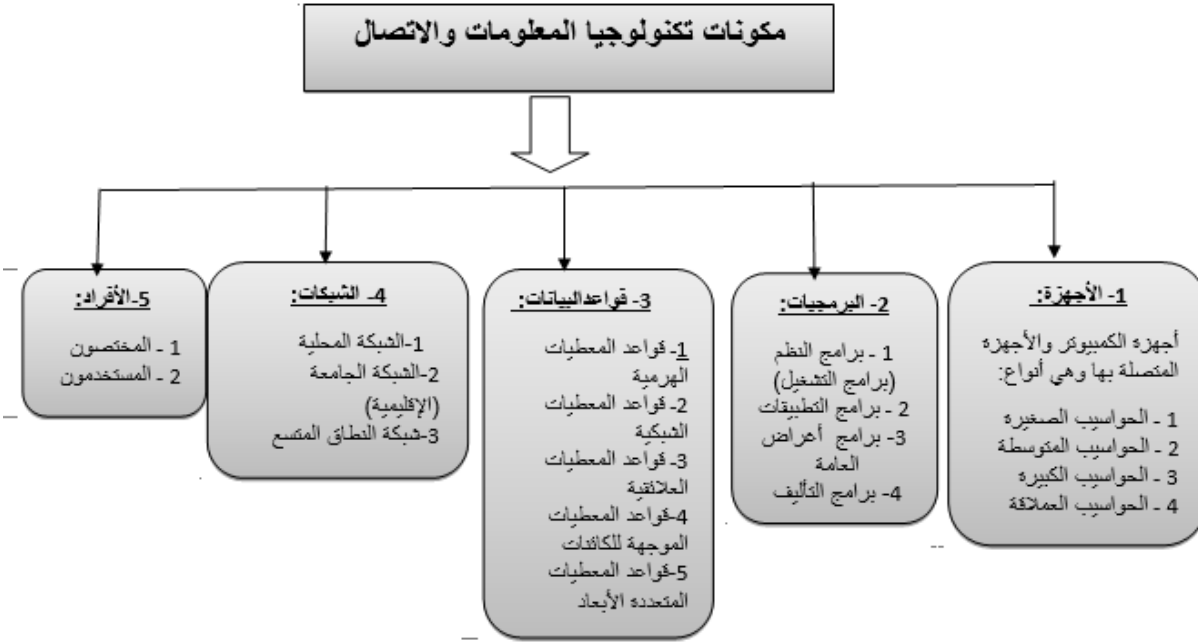 مكونات تكنولوجيا المعلومات والاتصال
1- الأجهزة:
أجهزه الكمبيوتر والأجهزه
المتصلة بها وهي أنواع:
1 - الحواسيب الصغيره
2 - الحواسيب المتوسطة
3 - الحواسيب الكبيره
4 - الحواسيب العملاقة
2- البرمجيات:
1 - برامج النظم
(برامج التشغيل)
2 - برامج التطبيقات
3- برامج أعراض
العامة
4- برامج التأليف
3- قواعدالبيانات:
1- قواعد المعطيات
الهرمية
2- قواعد المعطيات
الشبكية
3- قواعد المعطيات
العلائقية
4-قواعد المعطيات
الموجهة للكائنات
5-قواعد المعطيات
المتعدده الأبعاد
4- الشبكات:
1-الشبكة المحلية
2-الشبكة الجامعة
(الإقليمية)
3-شبكة النطاق المتسع
5-الأفراد:
1 - المختصون
2 - المستخدمون